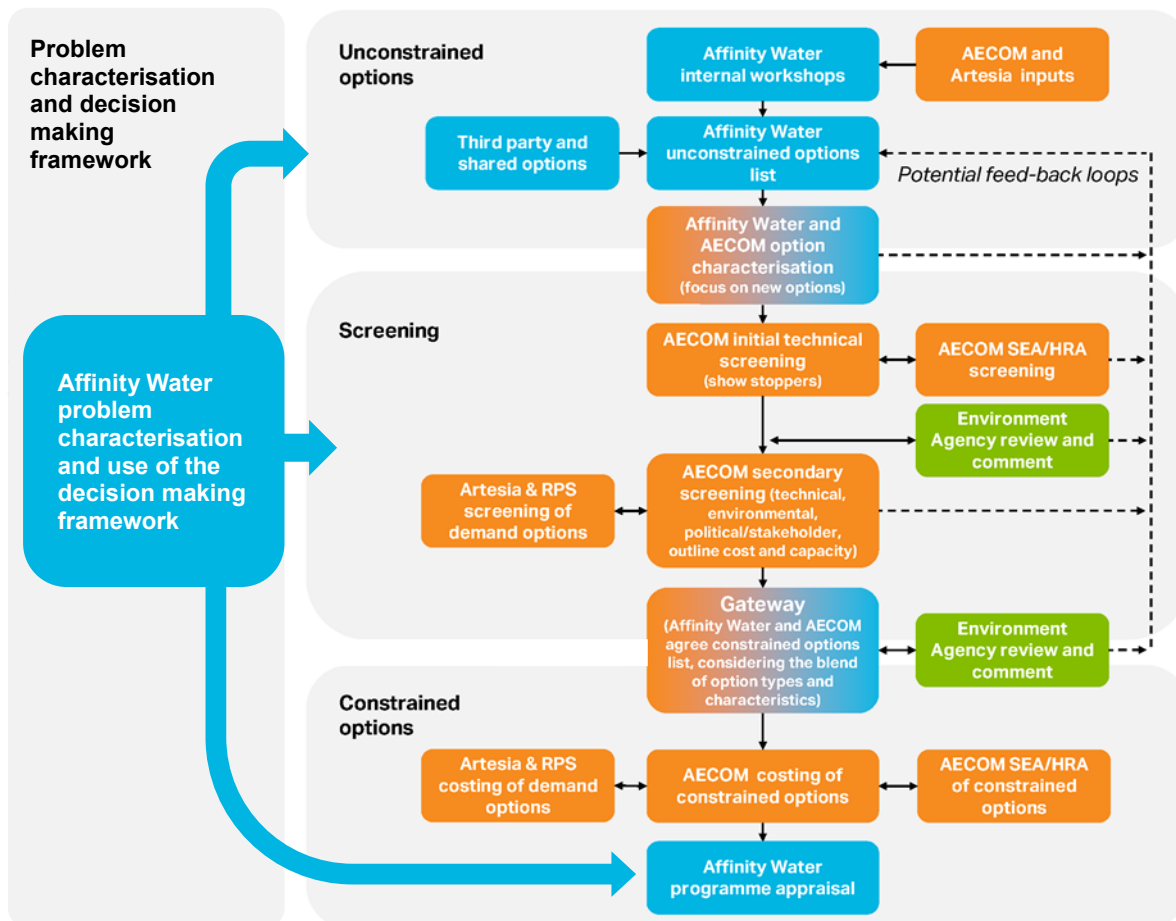 Problem
characterisation
and decision
making
framework
Affinity Water
problem
characterisation
and use of the
decision making
framework
Unconstrained
options
Affinity Water
internal workshops
AECOM and
Artesia inputs
Third party and
shared options
Affinity Water
unconstrained options
list
Potential feed-back loops
Affinity Water and
AECOM option
characterisation
(focus on new options)
Screening
AECOM initial technical
screening
(show stoppers)
AECOM SEA/HRA
screening
Environment
Agency review and
comment
Artesia & RPS
screening of
demand options
AECOM secondary
screening (technical,
environmental,
political/stakeholder,
outline cost and capacity)
Gateway
(Affinity Water and AECOM
agree constrained options
list, considering the blend
of option types and
characteristics)
Environment
Agency review and
comment
Constrained
options
Artesia & RPS
costing of demand
options
AECOM costing of
constrained options
AECOM SEA/HRA
of constrained
options
Affinity Water
programme appraisal